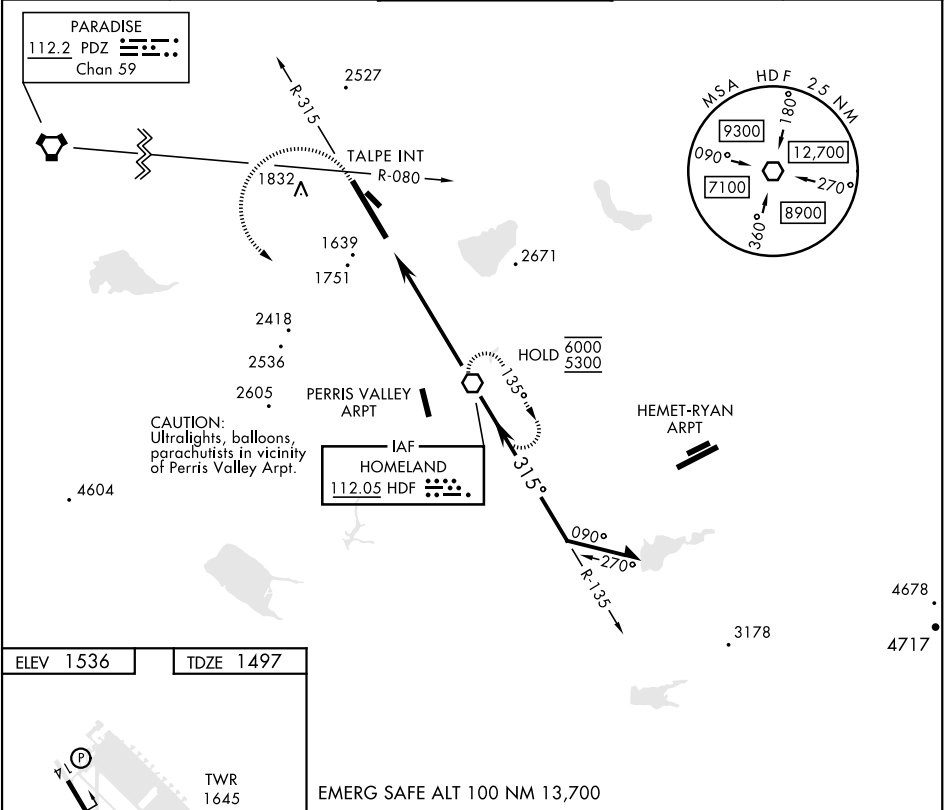 PARADISE
112.2 PDZ
Chan 59
R-315
2527
TALPE INT
R-080
1832
MSA HDF 25 NM
180°
9300
12,700
090°
270°
7100
8900
360°
1639
1751
2671
2418
2536
2605
HOLD 6000
5300
135°
PERRIS VALLEY
ARPT
HEMET-RYAN
ARPT
CAUTION:
Ultralights, balloons,
parachutists in vicinity
of Perris Valley Arpt.
IAF
HOMELAND
112.05 HDF
315°
4604
090°
270°
R-135
4678
3178
4717
ELEV 1536
TDZE 1497
P
14
TWR
1645
EMERG SAFE ALT 100 NM 13,700